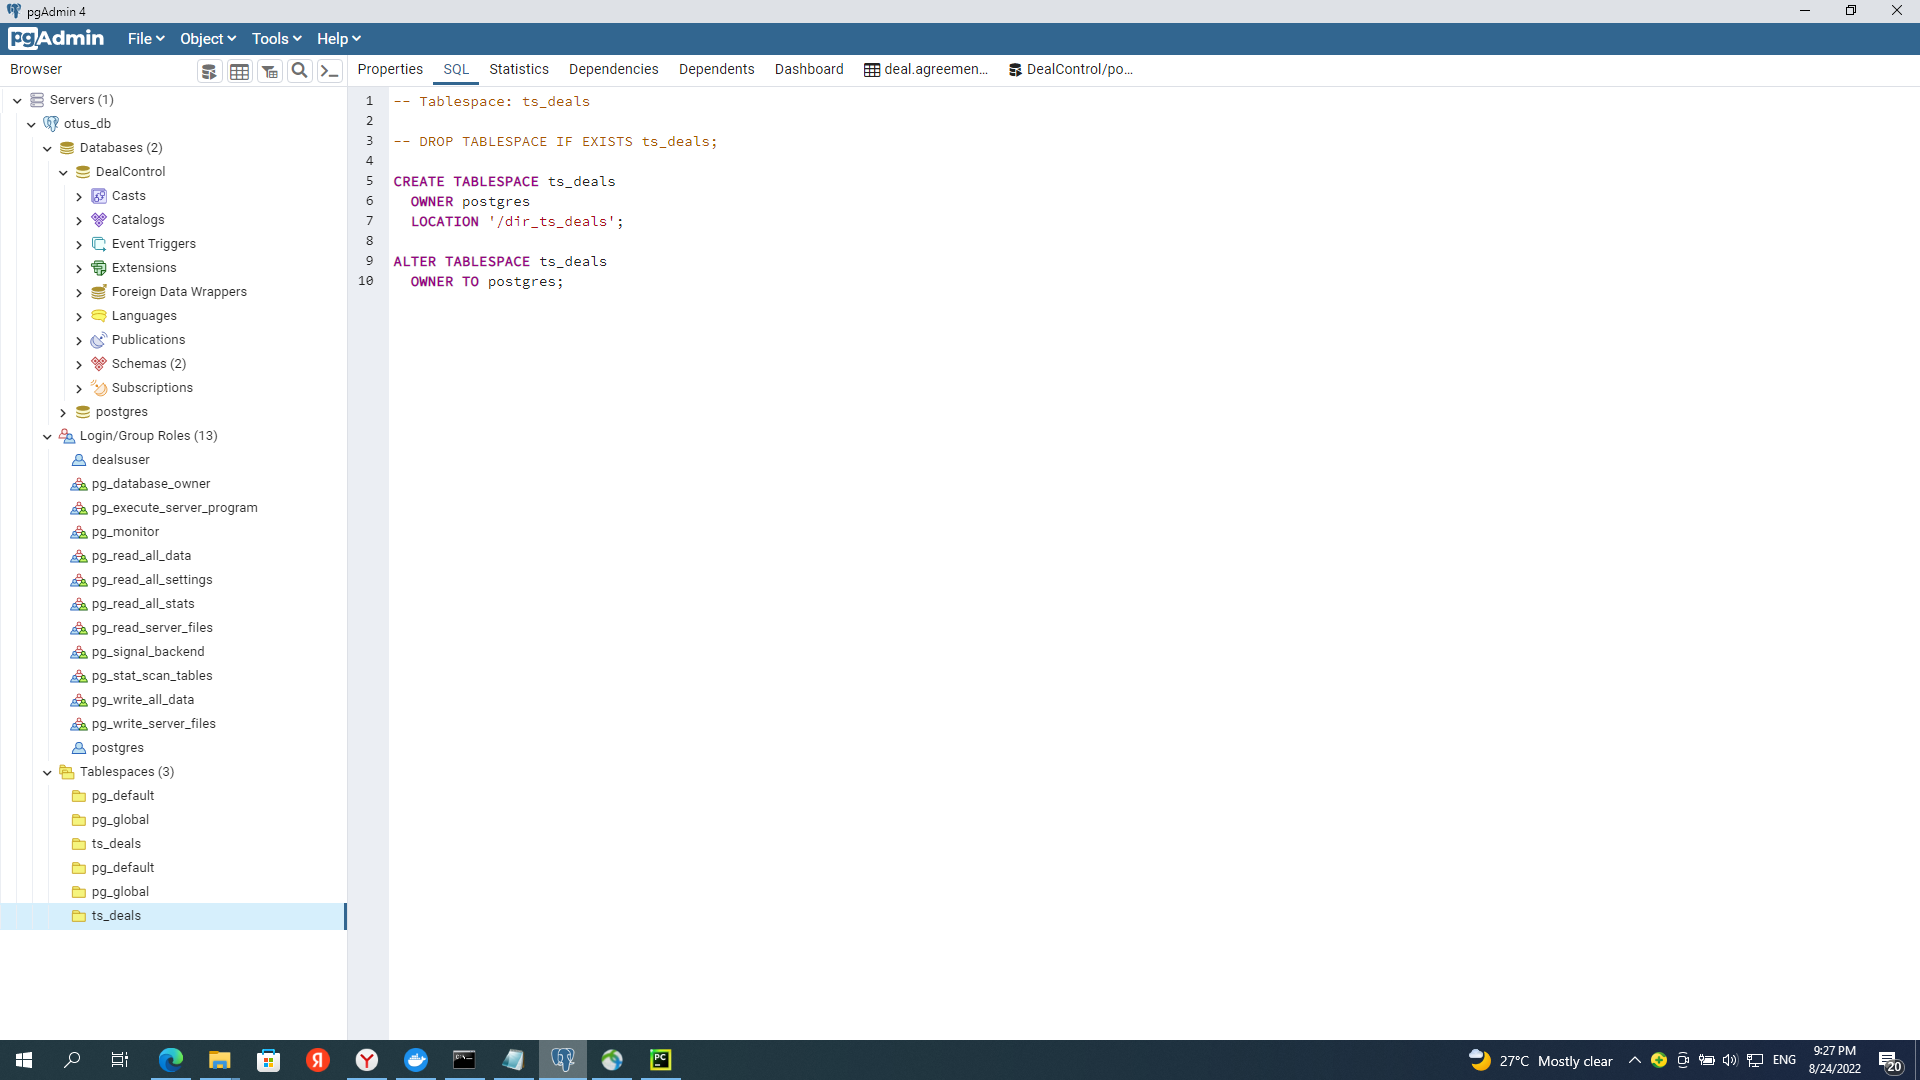 pgAdmin 4
pgAdmin File Object Tools Help
Browser
Properties SQL Statistics Dependencies Dependents Dashboard deal.agreemen... DealControl/po...
Servers (1)
otus_db
Databases (2)
DealControl
Casts
Catalogs
Event Triggers
Extensions
Foreign Data Wrappers
Languages
Publications
Schemas (2)
Subscriptions
postgres
Login/Group Roles (13)
dealsuser
pg_database_owner
pg_execute_server_program
pg_monitor
pg_read_all_data
pg_read_all_settings
pg_read_all_stats
pg_read_server_files
pg_signal_backend
pg_stat_scan_tables
pg_write_all_data
pg_write_server_files
postgres
Tablespaces (3)
pg_default
pg_global
ts_deals
pg_default
pg_global
ts_deals
1 -- Tablespace: ts_deals
2
3 -- DROP TABLESPACE IF EXISTS ts_deals;
4
5 CREATE TABLESPACE ts_deals
6 OWNER postgres
7 LOCATION '/dir_ts_deals';
8
9 ALTER TABLESPACE ts_deals
10 OWNER TO postgres;
Я Y PC
27°C Mostly clear ENG
9:27 PM
8/24/2022
20